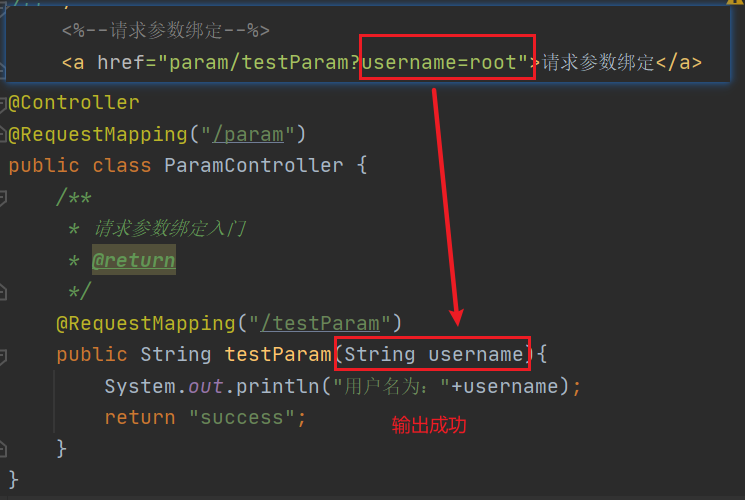 <%--请求参数绑定--%>
<a href="param/testParam?username=root">请求参数绑定</a>
@Controller
@RequestMapping("/param")
public class ParamController {
/**
* 请求参数绑定入门
* @return
*/
@RequestMapping("/testParam")
public String testParam(String username){
System.out.println("用户名为："+username);
return "success";
输出成功
}
}